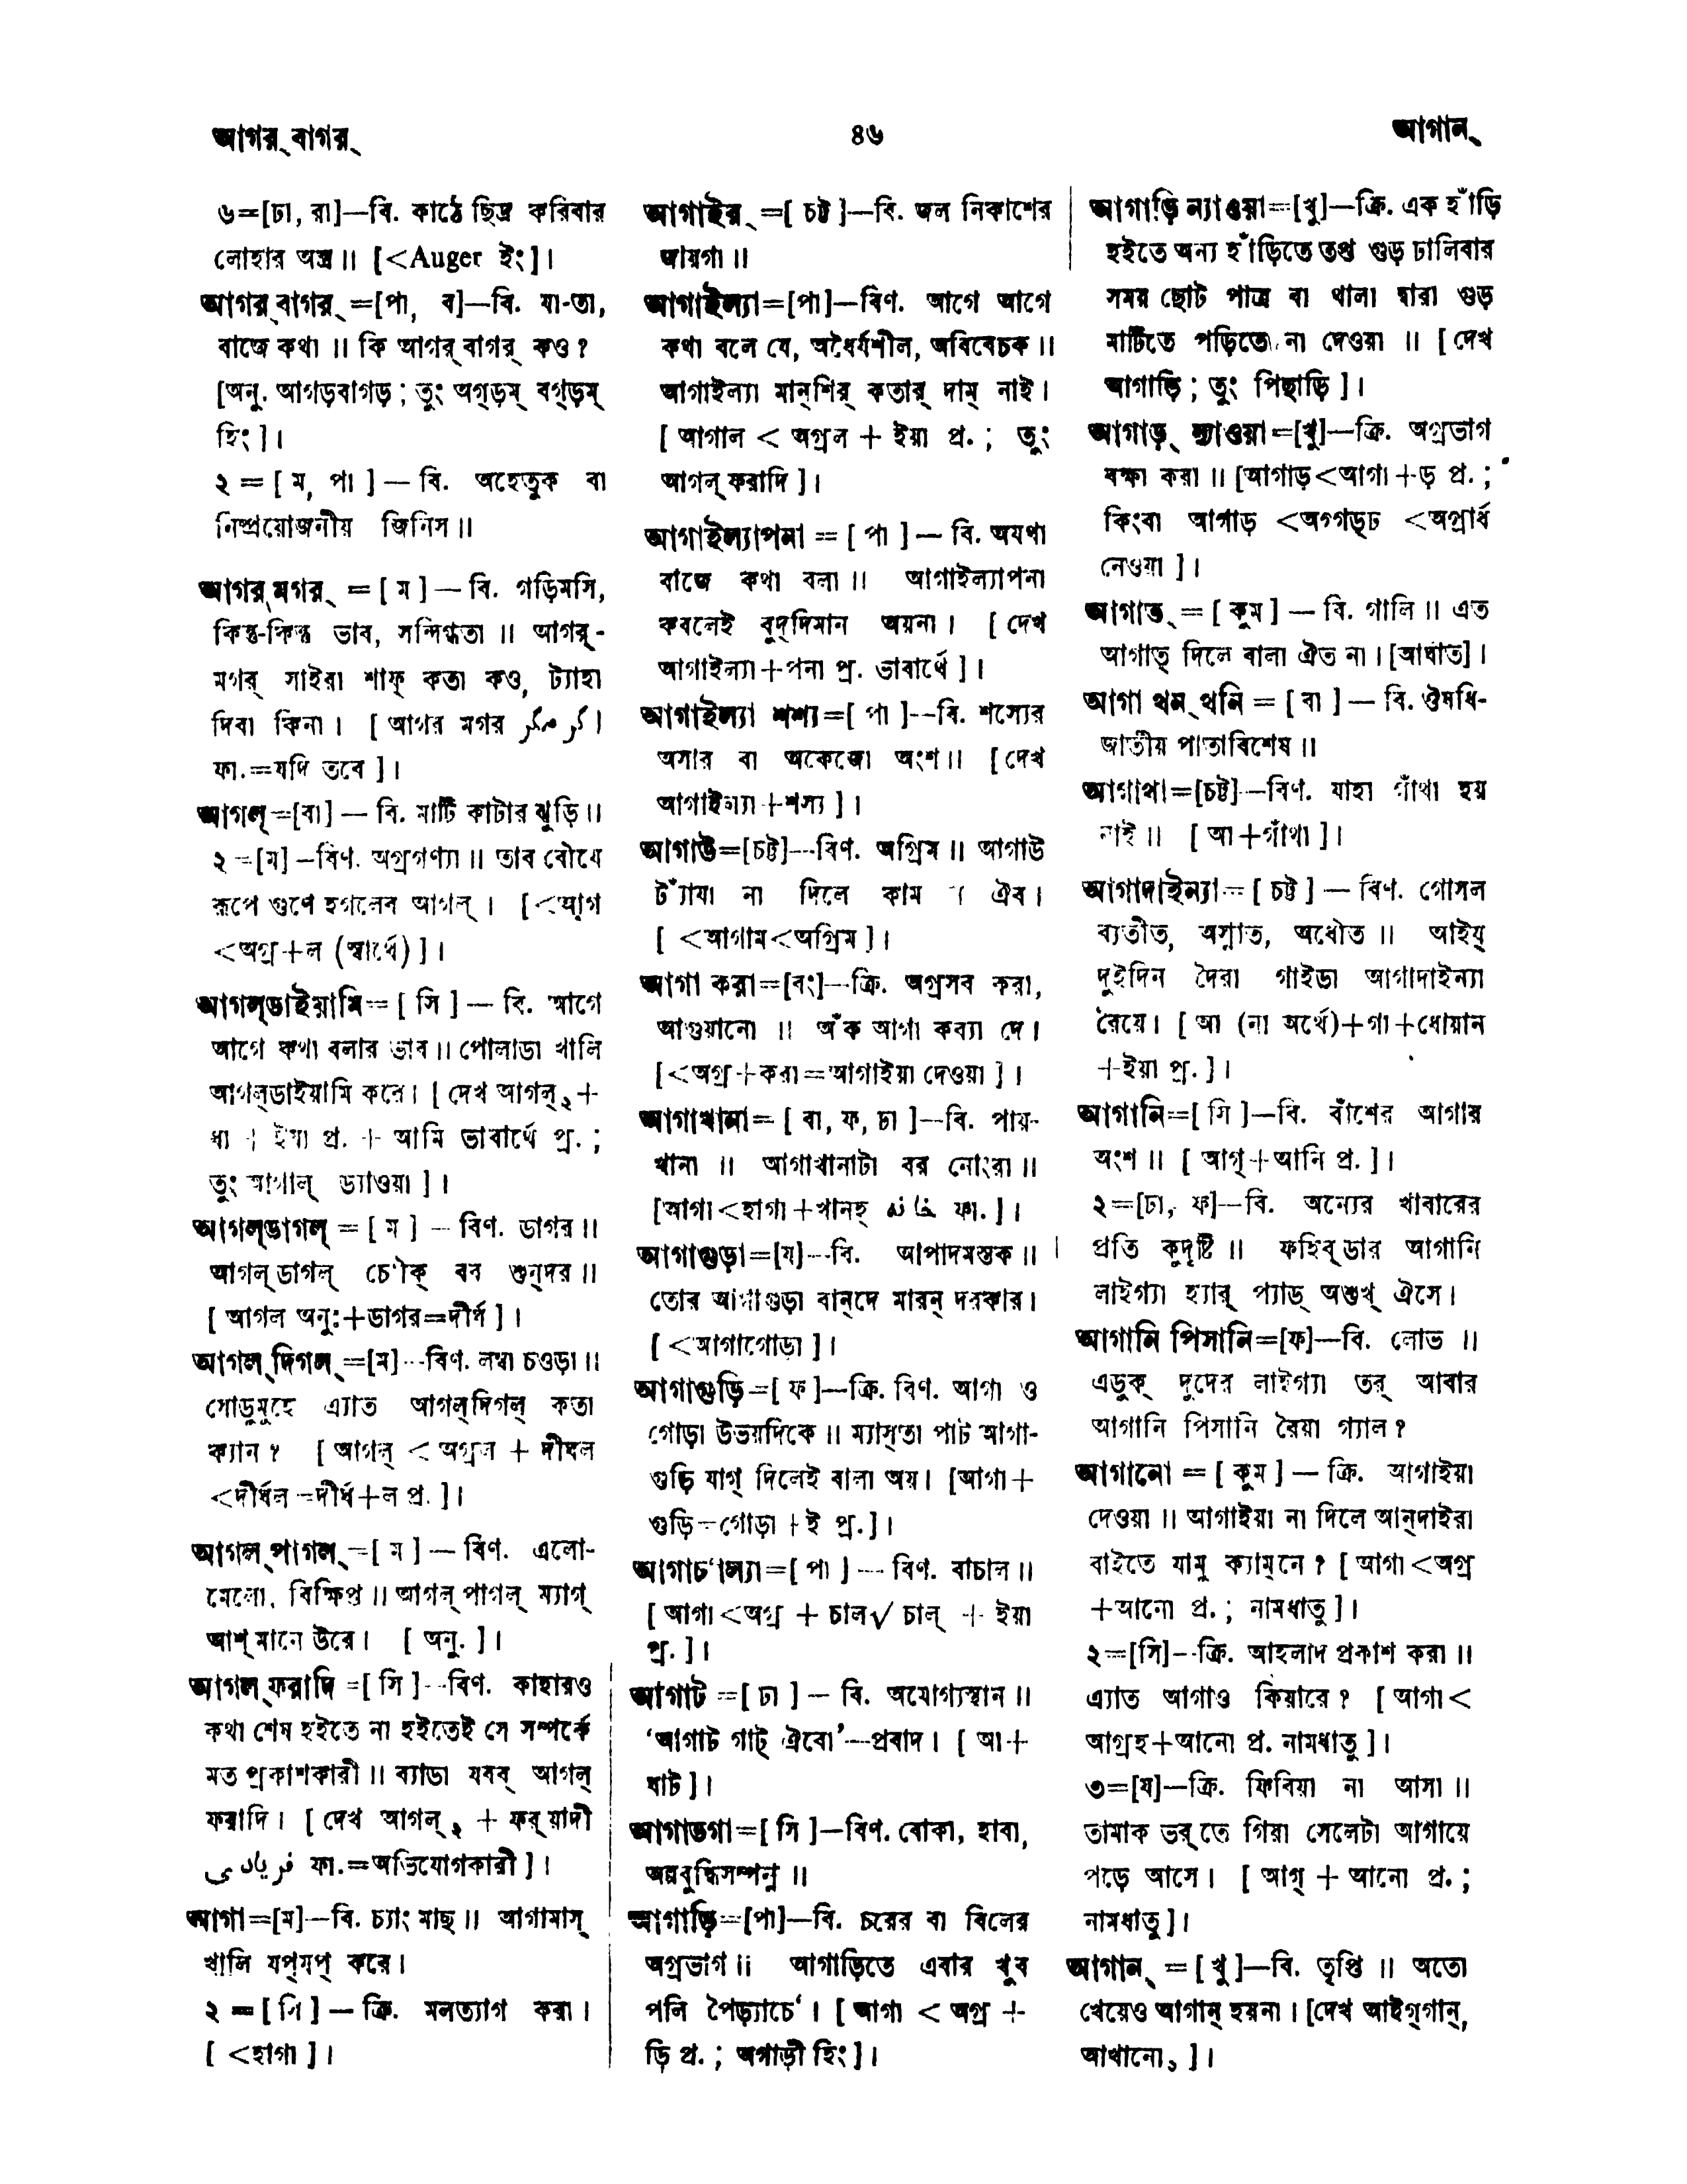 আগর্ বাগর্
৪৬
আগান্
৬=[ঢা, রা]—বি. কাঠে ছিদ্র করিবার
লোহার অস্ত্র॥ [<Auger ইং]।
আগর্ বাগর্ =[পা, ব]—বি. যা-তা,
বাজে কথা॥ কি আগর্ বাগর্ কও?
[অনু. আগড়বাগড়; তুং অগ্‌ড়ম্ বগ্‌ড়ম্
হিং]।
২=[ম, পা]—বি. অহেতুক বা
নিষ্প্রয়োজনীয় জিনিস॥
আগর্ মগর্ =[ম]—বি. গড়িমসি,
কিন্তু-কিন্তু ভাব, সন্দিগ্ধতা॥ আগর্-
মগর্ সাইরা শাফ্ কতা কও, ট্যাহা
দিবা কিনা। [আগর মগর اگر مگر
ফা.=যদি তবে]।
আগল্=[বা]—বি. মাটি কাটার ঝুড়ি॥
২=[ম]—বিণ. অগ্রগণ্যা॥ তার বৌযে
রূপে গুণে হগলের আগল্। [<আগ
<অগ্র+ল (স্বার্থে)]।
আগল্‌ডাইয়ামি=[সি]—বি. আগে
আগে কথা বলার ভাব॥ পোলাডা খালি
আগল্‌ডাইয়ামি করে। [দেখ আগল্২+
ধা + ইয়া প্র. + আমি ভাবার্থে প্র.;
তুং আগাল্ ড্যাওয়া]।
আগল্‌ডাগল্=[ম]—বিণ. ডাগর॥
আগল্ ডাগল্ চৌক্ বর শুন্‌দর॥
[আগল অনু:+ডাগর=দীর্ঘ]।
আগল্ দিগল্ =[ম]—বিণ. লম্বা চওড়া॥
গোড়ুমুহে এ্যাত আগল্‌দিগল্ কতা
ক্যান? [আগল্ < অগ্রল + দীঘল
<দীর্ঘল=দীর্ঘ+ল প্র.]।
আগল্ পাগল্=[ম]—বিণ. এলো-
মেলো, বিক্ষিপ্ত॥ আগল্ পাগল্ ম্যাগ্
আশ্ মানে উরে। [অনু.]।
আগল্ ফরাদি=[সি]—বিণ. কাহারও
কথা শেষ হইতে না হইতেই সে সম্পর্কে
মত প্রকাশকারী॥ ব্যাডা যবব্ আগল্
ফরাদি। [দেখ আগল্২ + ফর্ য়াদী
فریادی ফা.=অভিযোগকারী]।
আগা=[ম]—বি. চ্যাং মাছ॥ আগামাস্
খালি যপ্‌যপ্ করে।
২=[সি]—ক্রি. মলত্যাগ করা।
[<হাগা]।
আগাইর্ =[চট্ট]—বি. জল নিকাশের
জায়গা॥
আগাইল্যা=[পা]—বিণ. আগে আগে
কথা বলে যে, অধৈর্যশীল, অবিবেচক॥
আগাইল্যা মান্‌শির্ কতার্ দাম্ নাই।
[আগাল < অগ্রল + ইয়া প্র.; তুং
আগল্ ফরাদি]।
আগাইল্যাপনা=[পা]—বি. অযথা
বাজে কথা বলা॥ আগাইল্যাপনা
করলেই বুদ্‌দিমান অয়না। [দেখ
আগাইল্যা+পনা প্র. ভাবার্থে]।
আগাইল্যা শশ্য=[পা]—বি. শস্যের
অসার বা অকেজো অংশ॥ [দেখ
আগাইল্যা+শস্য]।
আগাউ=[চট্ট]—বিণ. অগ্রিম॥ আগাউ
ট্যাঁযা না দিলে কাম ঐব।
[<আগাম<অগ্রিম]।
আগা করা=[বং]—ক্রি. অগ্রসর করা,
আগুয়ানো॥ আঁক আগা কর‍্যা দে।
[<অগ্র+করা=আগাইয়া দেওয়া]।
আগাখানা=[বা, ফ, ঢা]—বি. পায়-
খানা॥ আগাখানাটা বর নোংরা॥
[আগা<হাগা+খানহ্ خانه ফা.]।
আগাগুড়া=[য]—বি. আপাদমস্তক॥
তোর আগাগুড়া বান্‌দে মারন্ দরকার।
[<আগাগোড়া]।
আগাগুড়ি=[ফ]—ক্রি. বিণ. আগা ও
গোড়া উভয়দিকে॥ ম্যাস্‌তা পাট আগা-
গুড়ি যাগ্ দিলেই বালা অয়। [আগা+
গুড়ি=গোড়া+ই প্র.]।
আগাচা‘ল্যা=[পা]—বিণ. বাচাল॥
[আগা<অগ্র + চাল√চাল্ + ইয়া
প্র.]।
আগাট=[ঢা]—বি. অযোগ্যস্থান॥
‘আগাট গাট্ ঐবো’—প্রবাদ। [আ+
ঘাট]।
আগাডগা=[সি]—বিণ. বোকা, হাবা,
অল্পবুদ্ধিসম্পন্ন॥
আগাড়ি=[পা]—বি. চরের বা বিলের
অগ্রভাগ॥ আগাড়িতে এবার খুব
পলি পৈড়্যাচে‘। [আগা < অগ্র +
ড়ি প্র.; অগাড়ী হিং]।
আগাড়ি ন্যাওয়া=[খু]—ক্রি. এক হাঁড়ি
হইতে অন্য হাঁড়িতে তপ্ত গুড় ঢালিবার
সময় ছোট পাত্র বা থালা দ্বারা গুড়
মাটিতে পড়িতে না দেওয়া॥ [দেখ
আগাড়ি; তুং পিছাড়ি]।
আগাড়্ ন্যাওয়া=[খু]—ক্রি. অগ্রভাগ
রক্ষা করা॥ [আগাড়<আগা+ড় প্র.;
কিংবা আগাড় <অগ্‌গড্‌ঢ <অগ্রার্ধ
নেওয়া]।
আগাত্ =[কুম]—বি. গালি॥ এত
আগাত্ দিলে বালা ঐত না।[আঘাত]।
আগা থন্ থনি=[বা]—বি. ঔষধি-
জাতীয় পাতাবিশেষ॥
আগাথা=[চট্ট]—বিণ. যাহা গাঁথা হয়
নাই॥ [আ+গাঁথা]।
আগাদাইন্যা=[চট্ট]—বিণ. গোসল
ব্যতীত, অস্নাত, অধৌত॥ আইয্
দুইদিন দৈরা গাইডা আগাদাইন্যা
রৈয়ে। [আ (না অর্থে)+গা+ধোয়ান
+ইয়া প্র.]।
আগানি=[সি]—বি. বাঁশের আগার
অংশ॥ [আগ্+আনি প্র.]।
২=[ঢা, ফ]—বি. অন্যের খাবারের
প্রতি কুদৃষ্টি॥ ফহিব্‌ডার আগানি
লাইগ্যা হ্যার্ প্যাড্ অশুখ্ ঐসে।
আগানি পিসানি=[ফ]—বি. লোভ॥
এডুক্ দুদের লাইগ্যা তর্ আবার
আগানি পিসানি রৈয়া গ্যাল?
আগানো=[কুম]—ক্রি. আগাইয়া
দেওয়া॥ আগাইয়া না দিলে আন্‌দাইরা
বাইতে যামু ক্যাম্‌নে? [আগা<অগ্র
+আনো প্র.; নামধাতু]।
২=[সি]—ক্রি. আহলাদ প্রকাশ করা॥
এ্যাত আগাও কিয়ারে? [আগা<
আগ্রহ+আনো প্র. নামধাতু]।
৩=[য]—ক্রি. ফিরিয়া না আসা॥
তামাক ভর্‌তে গিয়া সেলেটা আগায়ে
পড়ে আসে। [আগ্ + আনো প্র.;
নামধাতু]।
আগান্ =[খু]—বি. তৃপ্তি॥ অতো
খেয়েও আগান্ হয়না। [দেখ আইগ্‌গান্,
আখানো১]।